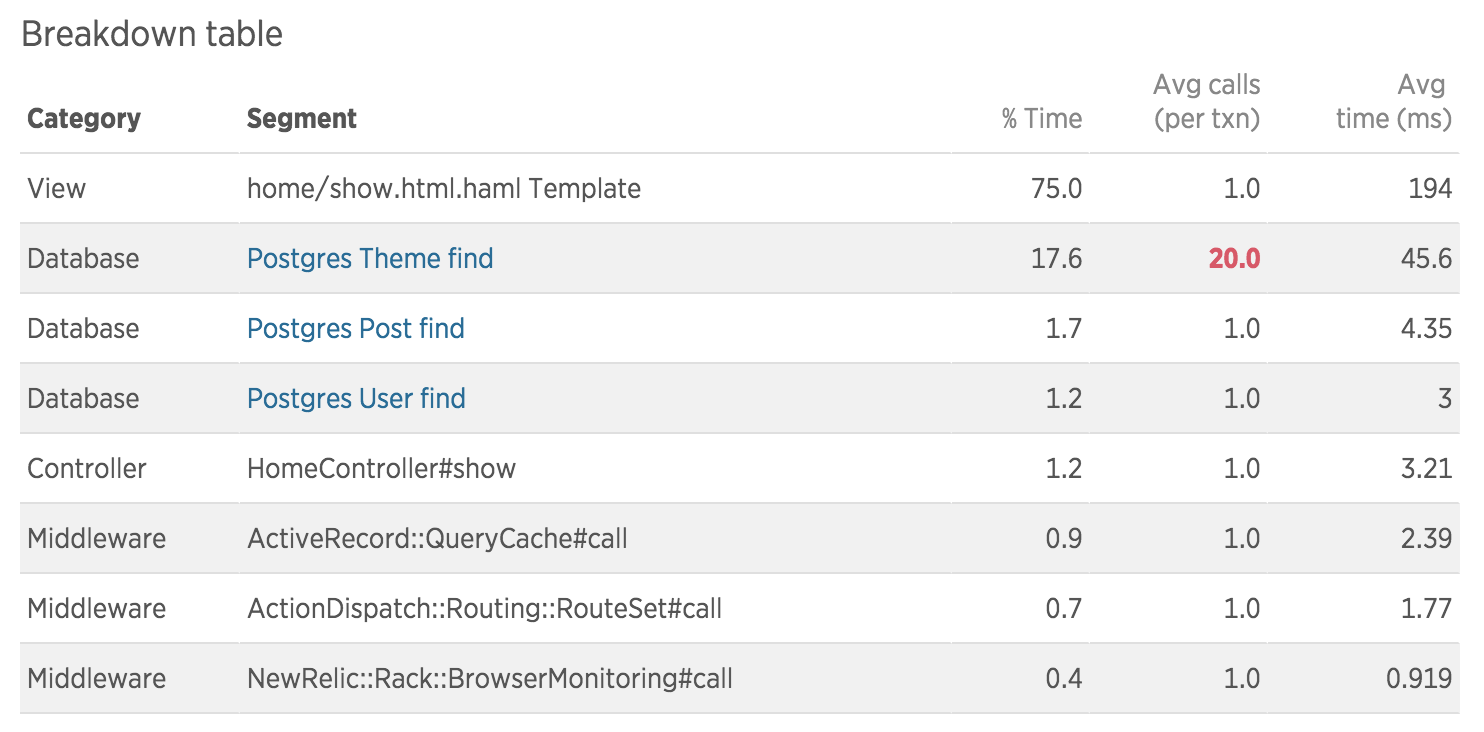 Breakdown table
Category Segment % Time Avg calls (per txn) Avg time (ms)
View home/show.html.haml Template 75.0 1.0 194
Database Postgres Theme find 17.6 20.0 45.6
Database Postgres Post find 1.7 1.0 4.35
Database Postgres User find 1.2 1.0 3
Controller HomeController#show 1.2 1.0 3.21
Middleware ActiveRecord::QueryCache#call 0.9 1.0 2.39
Middleware ActionDispatch::Routing::RouteSet#call 0.7 1.0 1.77
Middleware NewRelic::Rack::BrowserMonitoring#call 0.4 1.0 0.919